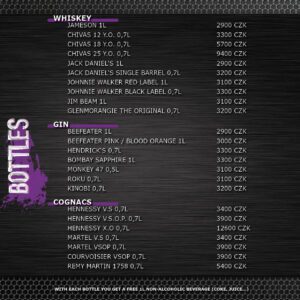 WHISKEY
JAMESON 1L 2900 CZK
CHIVAS 12 Y.O. 0,7L 3300 CZK
CHIVAS 18 Y.O. 0,7L 5700 CZK
CHIVAS 25 Y.O. 0,7L 9400 CZK
JACK DANIEL'S 1L 2900 CZK
JACK DANIEL'S SINGLE BARREL 0,7L 3200 CZK
JOHNNIE WALKER RED LABEL 1L 3100 CZK
JOHNNIE WALKER BLACK LABEL 0,7L 3300 CZK
JIM BEAM 1L 3100 CZK
GLENMORANGIE THE ORIGINAL 0,7L 3200 CZK
BOTTLES
GIN
BEEFEATER 1L 2900 CZK
BEEFEATER PINK / BLOOD ORANGE 1L 3000 CZK
HENDRICK'S 0,7L 3300 CZK
BOMBAY SAPPHIRE 1L 3300 CZK
MONKEY 47 0,5L 3100 CZK
ROKU 0,7L 3100 CZK
KINOBI 0,7L 3200 CZK
COGNACS
HENNESSY V.S 0,7L 3400 CZK
HENNESSY V.S.O.P. 0,7L 3900 CZK
HENNESSY X.O 0,7L 12600 CZK
MARTEL V.S 0,7L 3400 CZK
MARTEL VSOP 0,7L 3900 CZK
COURVOISIER VSOP 0,7L 3900 CZK
REMY MARTIN 1738 0,7L 5400 CZK
WITH EACH BOTTLE YOU GET A FREE 1L NON-ALCOHOLIC BEVERAGE (COKE, JUICE...)